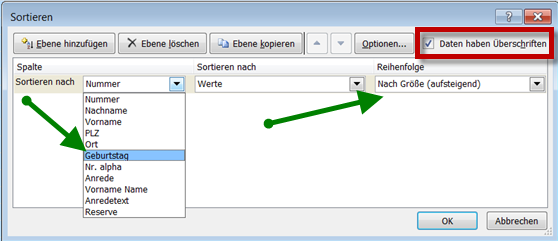 Sortieren
Ebene hinzufügen Ebene löschen Ebene kopieren Optionen... Daten haben Überschriften
Spalte Sortieren nach Reihenfolge
Sortieren nach Nummer Werte Nach Größe (aufsteigend)
Nummer
Nachname
Vorname
PLZ
Ort
Geburtstag
Nr. alpha
Anrede
Vorname Name
Anredetext
Reserve
OK Abbrechen